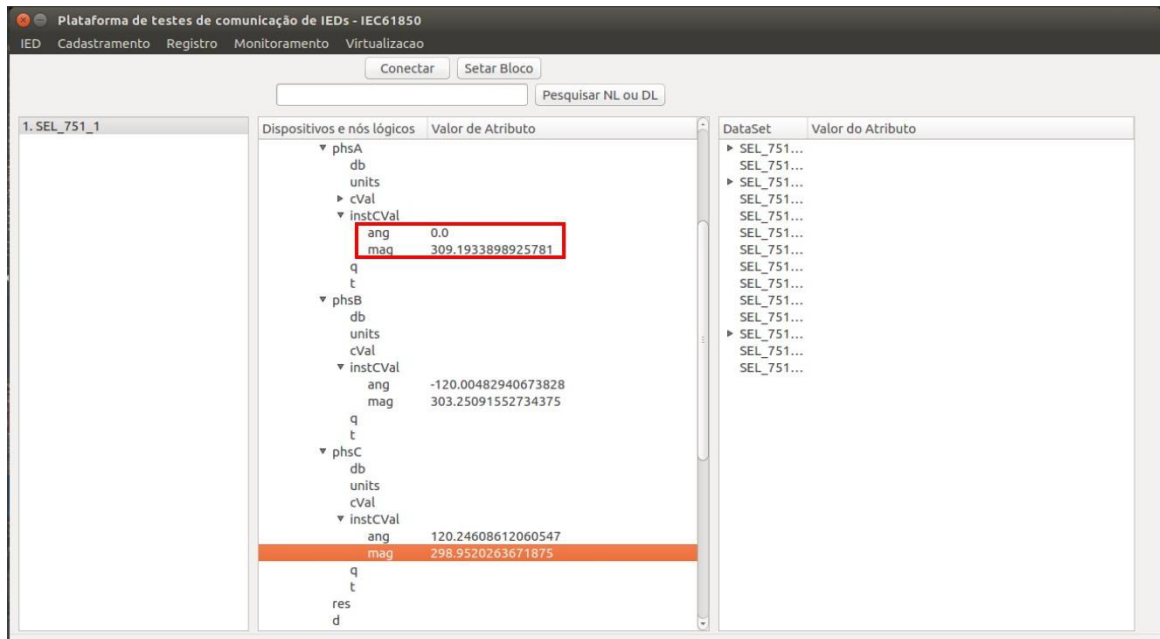 Plataforma de testes de comunicação de IEDs - IEC61850
IED Cadastramento Registro Monitoramento Virtualizacao
Conectar Setar Bloco
Pesquisar NL ou DL
1. SEL_751_1
Dispositivos e nós lógicos Valor de Atributo
phsA
db
units
cVal
instCVal
ang 0.0
mag 309.1933898925781
q
t
phsB
db
units
cVal
instCVal
ang -120.00482940673828
mag 303.25091552734375
q
t
phsC
db
units
cVal
instCVal
ang 120.24608612060547
mag 298.9520263671875
q
t
res
d
DataSet Valor do Atributo
SEL_751...
SEL_751...
SEL_751...
SEL_751...
SEL_751...
SEL_751...
SEL_751...
SEL_751...
SEL_751...
SEL_751...
SEL_751...
SEL_751...
SEL_751...
SEL_751...